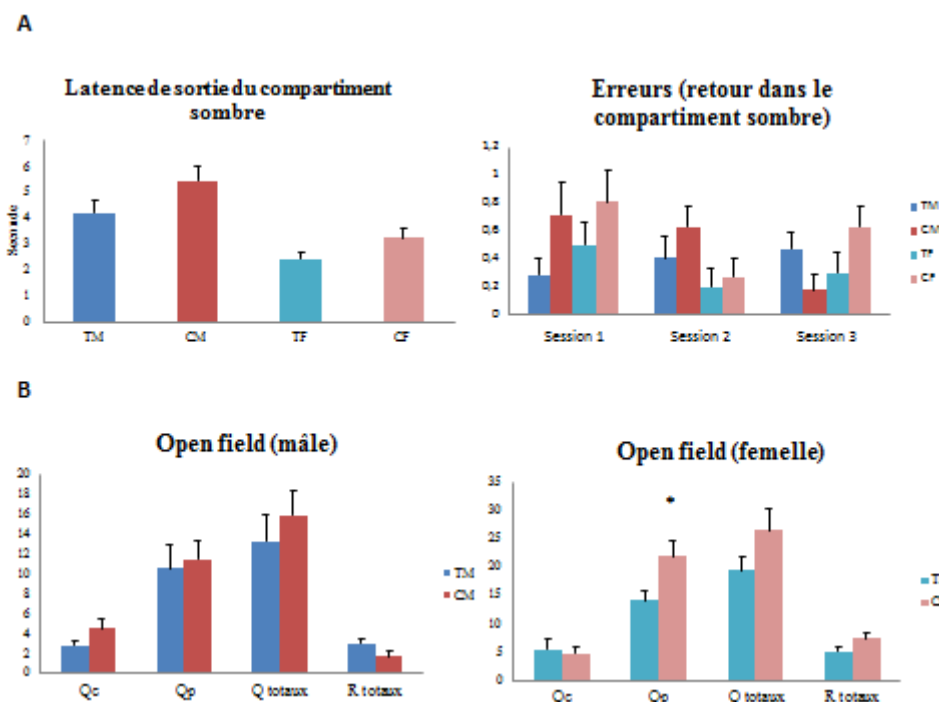 A
Latence de sortie du compartiment
sombre
7
6
5
4
3
2
1
0
Seconde
TM
CM
TF
CF
Erreurs (retour dans le
compartiment sombre)
1,2
1
0,8
0,6
0,4
0,2
0
Session 1
Session 2
Session 3
TM
CM
TF
CF
B
Open field (mâle)
20
18
16
14
12
10
8
6
4
2
0
Qc
Qp
Q totaux
R totaux
TM
CM
Open field (femelle)
35
30
25
20
15
10
5
0
*
Qc
Qp
Q totaux
R totaux
T
C